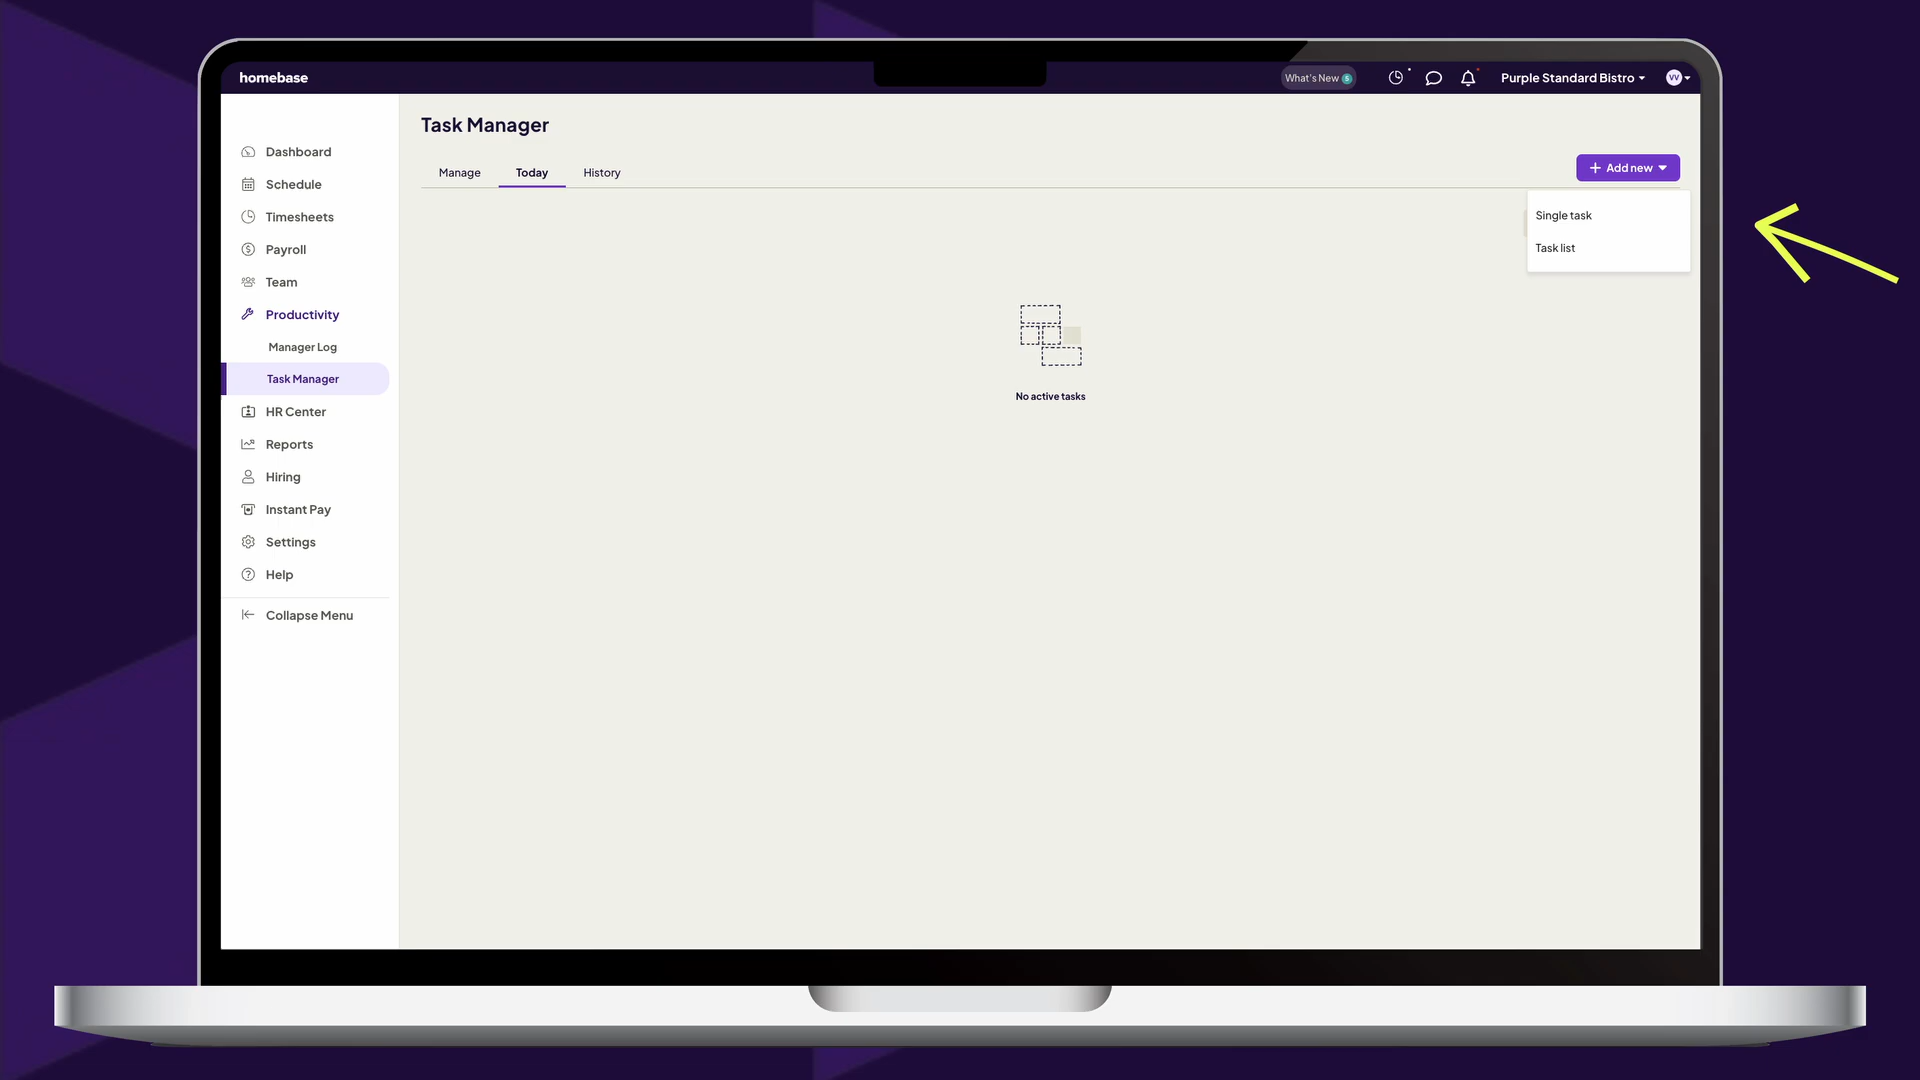 homebase
What's New 5
Purple Standard Bistro
VV
Task Manager
Manage
Today
History
Add new
Single task
Task list
Dashboard
Schedule
Timesheets
Payroll
Team
Productivity
Manager Log
Task Manager
HR Center
Reports
Hiring
Instant Pay
Settings
Help
Collapse Menu
No active tasks